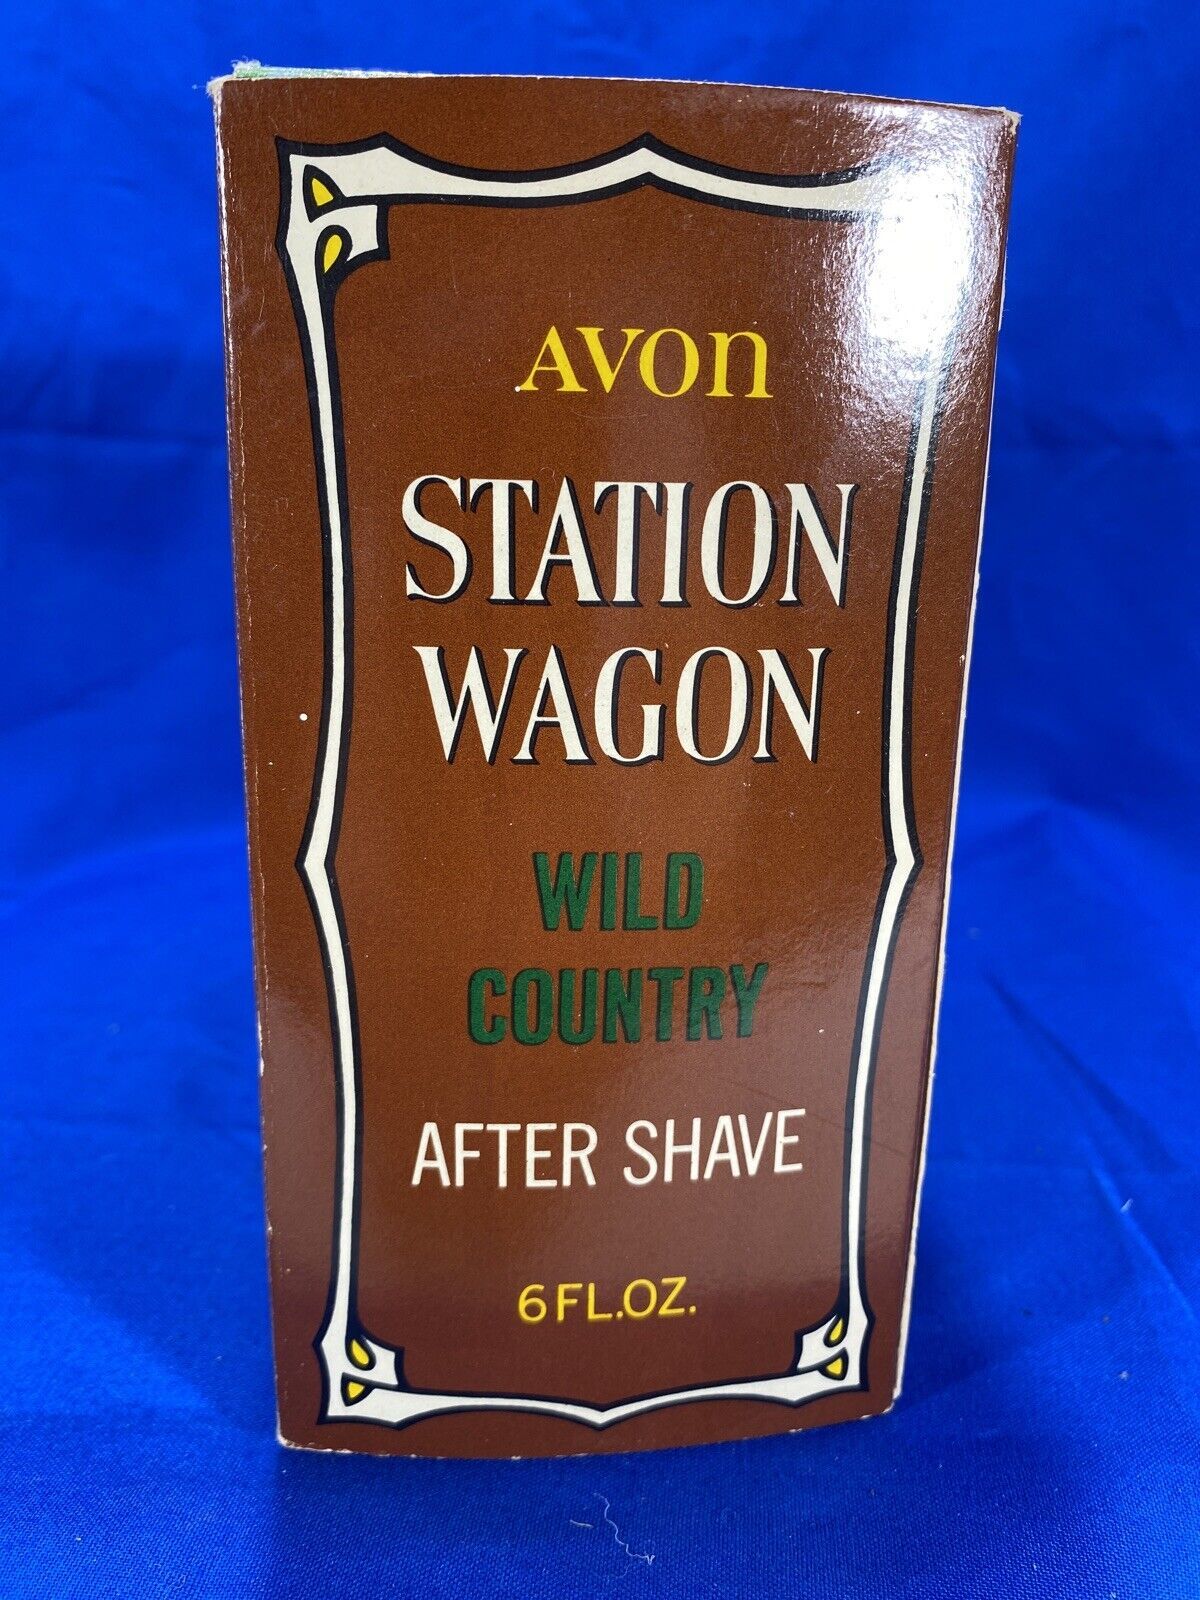 AVON
STATION
WAGON
WILD
COUNTRY
AFTER SHAVE
6 FL.OZ.